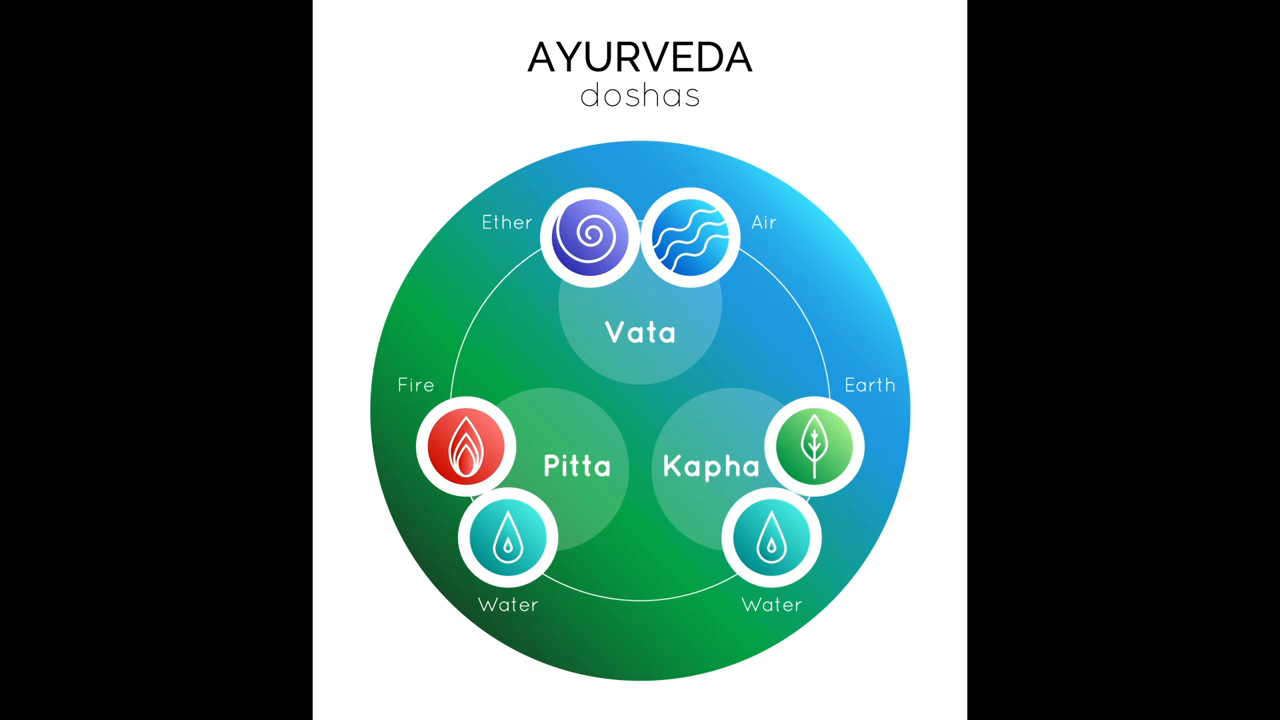 AYURVEDA
doshas
Ether
Air
Vata
Fire
Earth
Pitta
Kapha
Water
Water